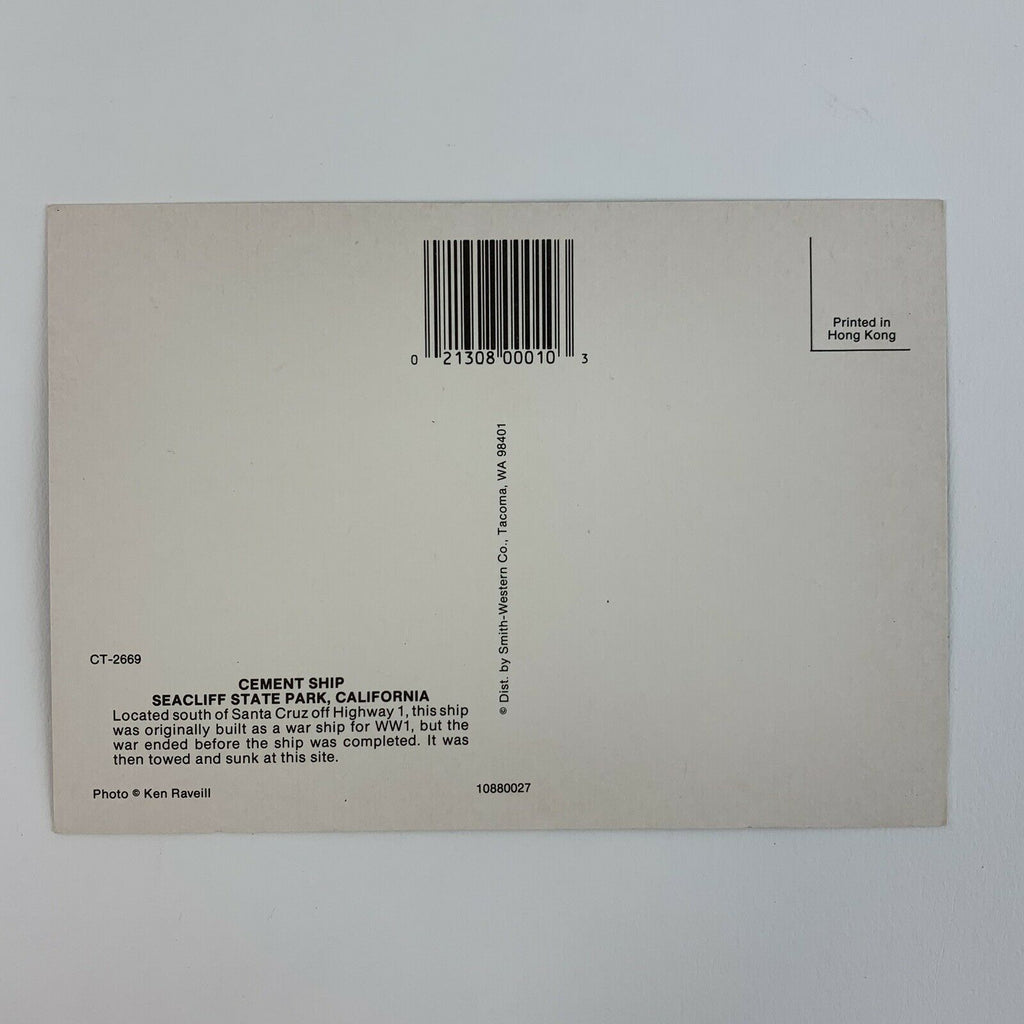 0 21308 00010 3
Printed in
Hong Kong
© Dist. by Smith-Western Co., Tacoma, WA 98401
CT-2669
CEMENT SHIP
SEACLIFF STATE PARK, CALIFORNIA
Located south of Santa Cruz off Highway 1, this ship
was originally built as a war ship for WW1, but the
war ended before the ship was completed. It was
then towed and sunk at this site.
Photo © Ken Raveill
10880027